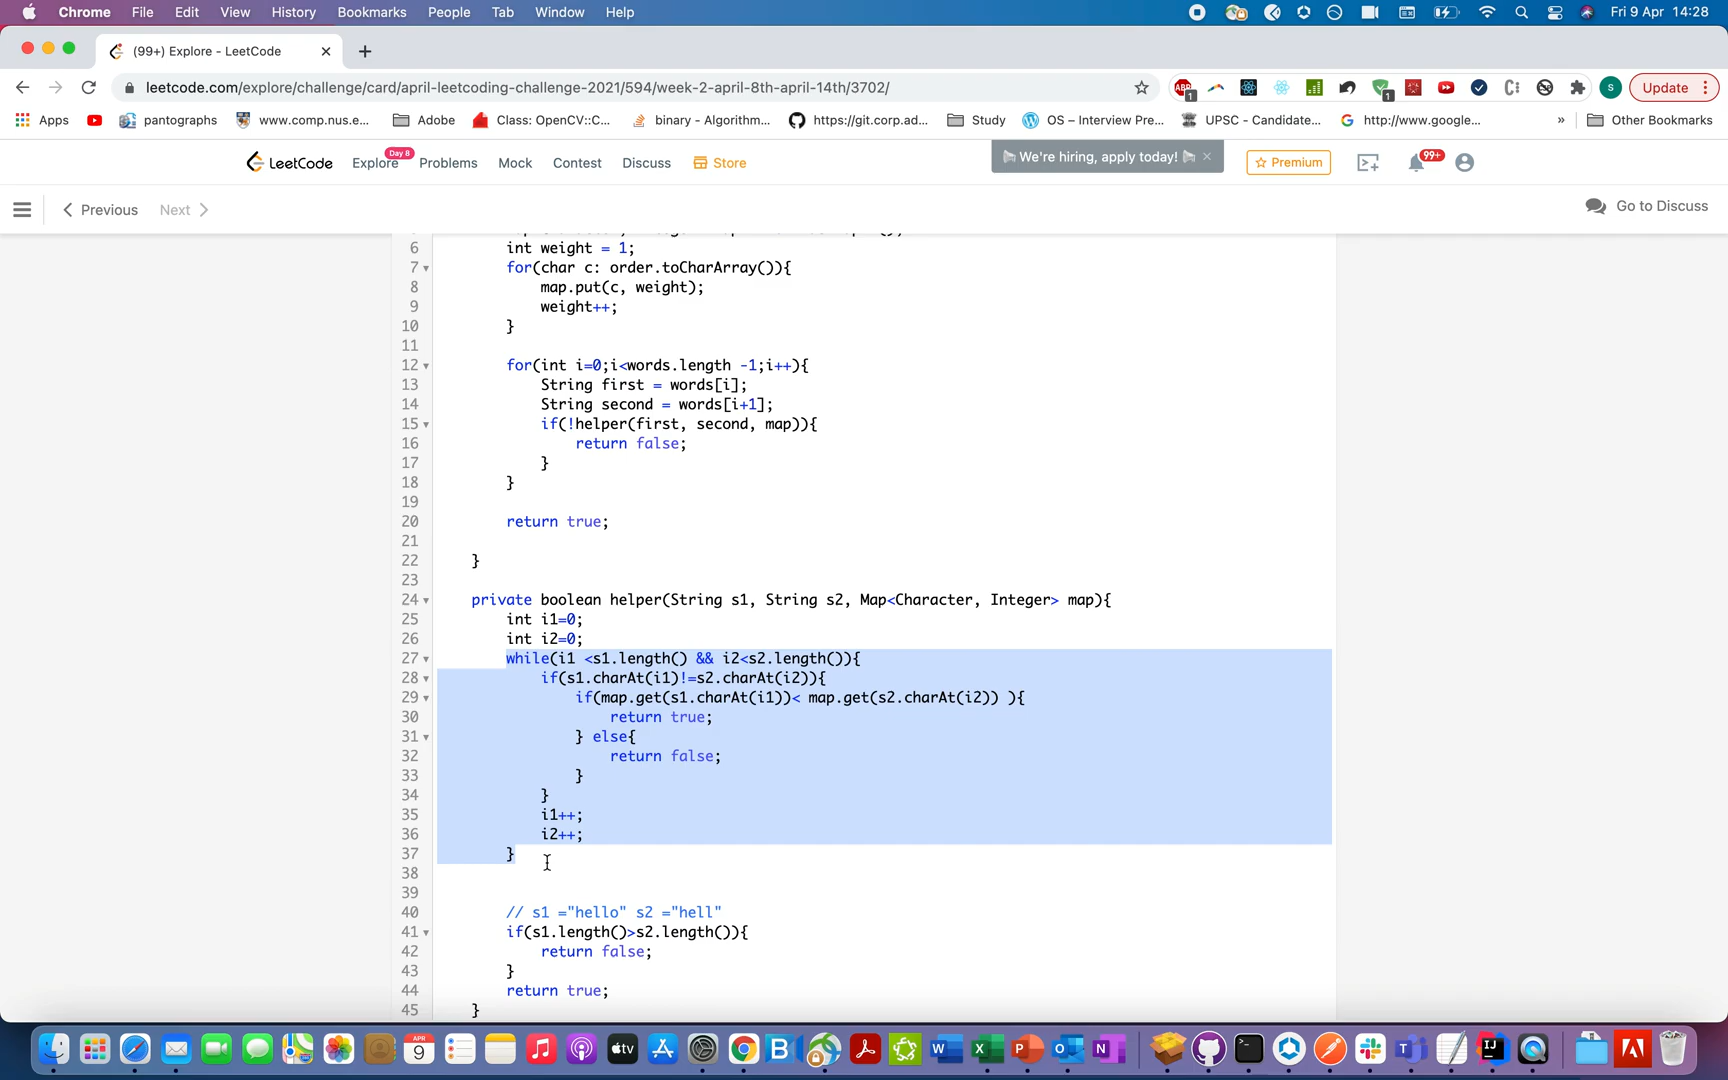 Chrome File Edit View History Bookmarks People Tab Window Help Fri 9 Apr 14:28
(99+) Explore - LeetCode
leetcode.com/explore/challenge/card/april-leetcoding-challenge-2021/594/week-2-april-8th-april-14th/3702/ Update
Apps pantographs www.comp.nus.e... Adobe Class: OpenCV::C... binary - Algorithm... https://git.corp.ad... Study OS – Interview Pre... UPSC - Candidate... http://www.google... » Other Bookmarks
LeetCode Explore Day 8 Problems Mock Contest Discuss Store We're hiring, apply today! Premium 99+
Previous Next Go to Discuss
6 int weight = 1;
7 for(char c: order.toCharArray()){
8 map.put(c, weight);
9 weight++;
10 }
11
12 for(int i=0;i<words.length -1;i++){
13 String first = words[i];
14 String second = words[i+1];
15 if(!helper(first, second, map)){
16 return false;
17 }
18 }
19
20 return true;
21
22 }
23
24 private boolean helper(String s1, String s2, Map<Character, Integer> map){
25 int i1=0;
26 int i2=0;
27 while(i1 <s1.length() && i2<s2.length()){
28 if(s1.charAt(i1)!=s2.charAt(i2)){
29 if(map.get(s1.charAt(i1))< map.get(s2.charAt(i2)) ){
30 return true;
31 } else{
32 return false;
33 }
34 }
35 i1++;
36 i2++;
37 }
38
39
40 // s1 ="hello" s2 ="hell"
41 if(s1.length()>s2.length()){
42 return false;
43 }
44 return true;
45 }